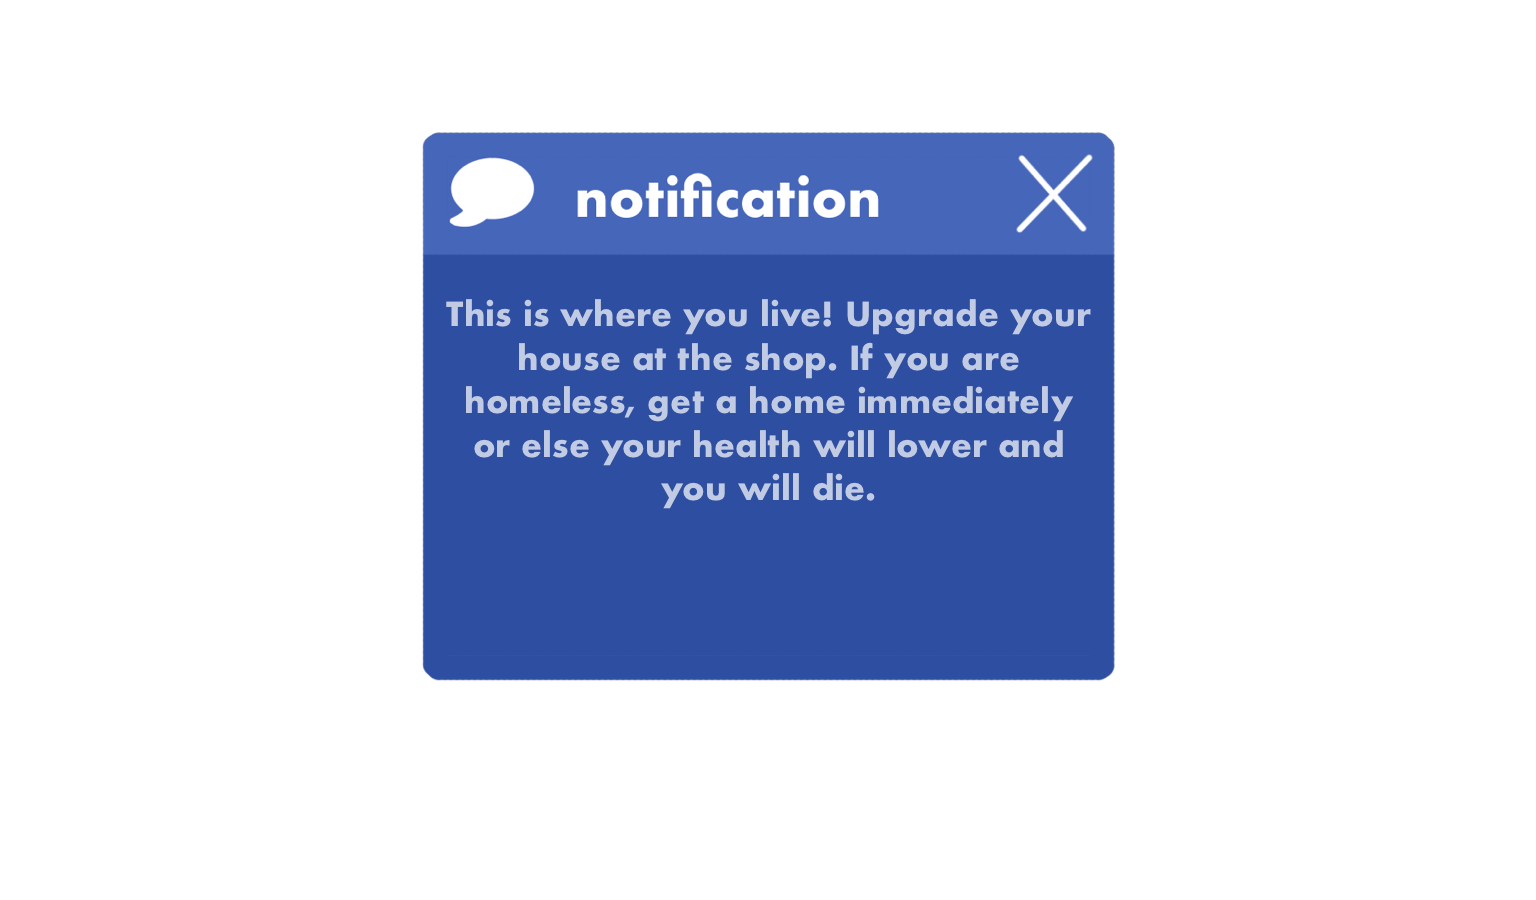 notification
This is where you live! Upgrade your
house at the shop. If you are
homeless, get a home immediately
or else your health will lower and
you will die.